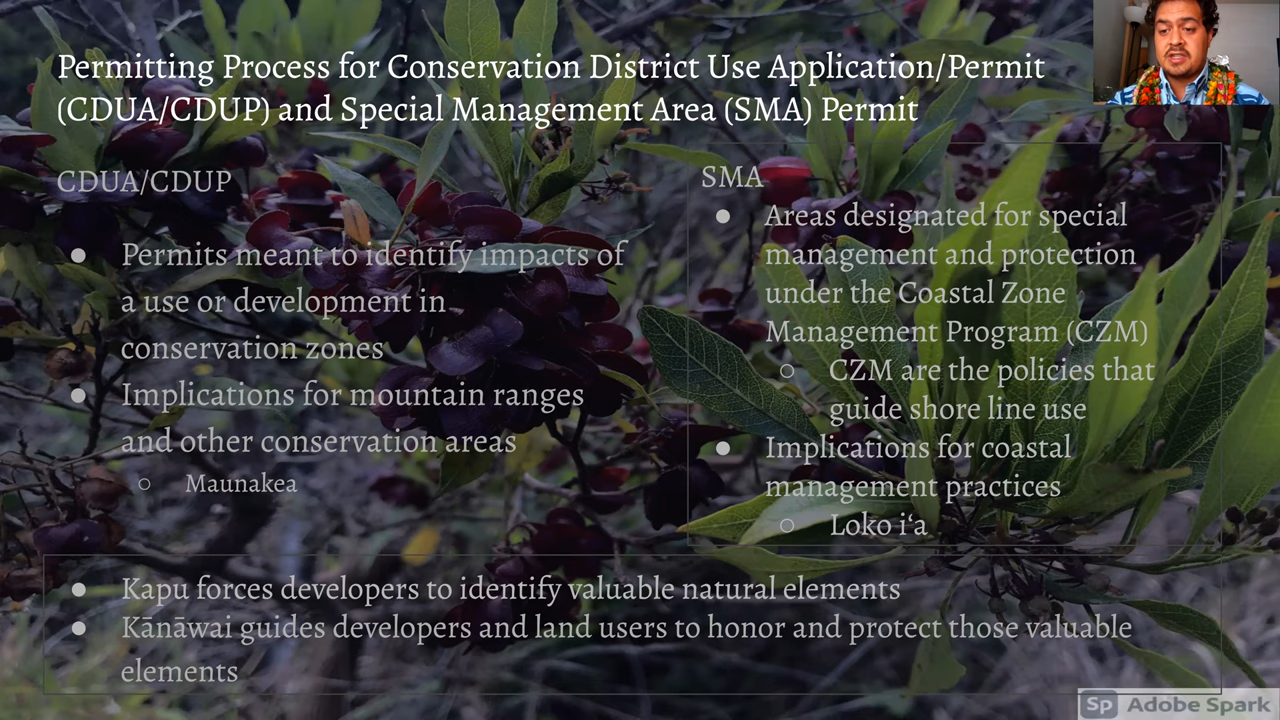 Permitting Process for Conservation District Use Application/Permit
(CDUA/CDUP) and Special Management Area (SMA) Permit
CDUA/CDUP
● Permits meant to identify impacts of
a use or development in
conservation zones
● Implications for mountain ranges
and other conservation areas
○ Maunakea
SMA
● Areas designated for special
management and protection
under the Coastal Zone
Management Program (CZM)
○ CZM are the policies that
guide shore line use
● Implications for coastal
management practices
○ Loko iʻa
● Kapu forces developers to identify valuable natural elements
● Kānāwai guides developers and land users to honor and protect those valuable
elements
Sp Adobe Spark